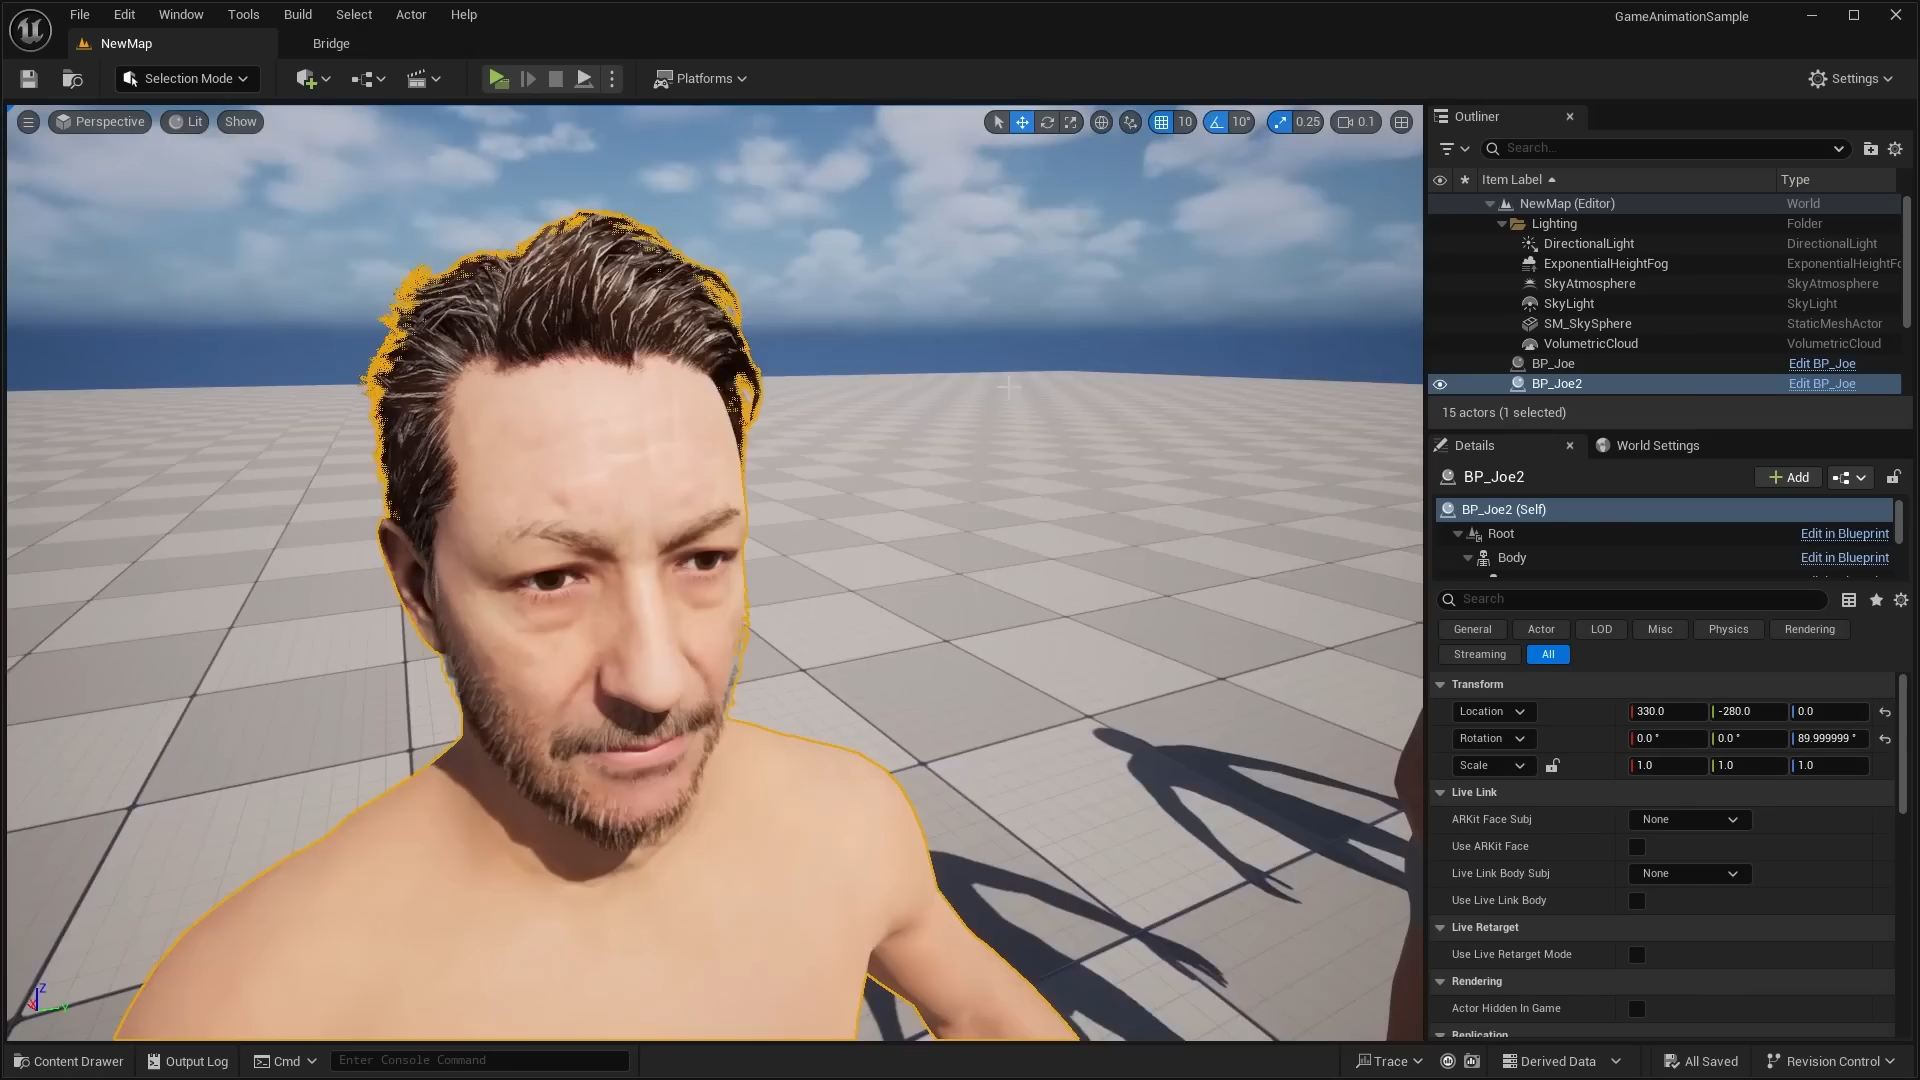 File Edit Window Tools Build Select Actor Help
GameAnimationSample
NewMap
Bridge
Selection Mode
Platforms
Settings
Perspective Lit Show
10 10° 0.25 0.1
Outliner
Search...
Item Label Type
NewMap (Editor) World
Lighting Folder
DirectionalLight DirectionalLight
ExponentialHeightFog ExponentialHeightFo
SkyAtmosphere SkyAtmosphere
SkyLight SkyLight
SM_SkySphere StaticMeshActor
VolumetricCloud VolumetricCloud
BP_Joe Edit BP_Joe
BP_Joe2 Edit BP_Joe
15 actors (1 selected)
Details World Settings
BP_Joe2 Add
BP_Joe2 (Self)
Root Edit in Blueprint
Body Edit in Blueprint
Search
General Actor LOD Misc Physics Rendering
Streaming All
Transform
Location 330.0 -280.0 0.0
Rotation 0.0 ° 0.0 ° 89.999999 °
Scale 1.0 1.0 1.0
Live Link
ARKit Face Subj None
Use ARKit Face
Live Link Body Subj None
Use Live Link Body
Live Retarget
Use Live Retarget Mode
Rendering
Actor Hidden In Game
Replication
Z
X Y
Content Drawer Output Log Cmd Enter Console Command Trace Derived Data All Saved Revision Control